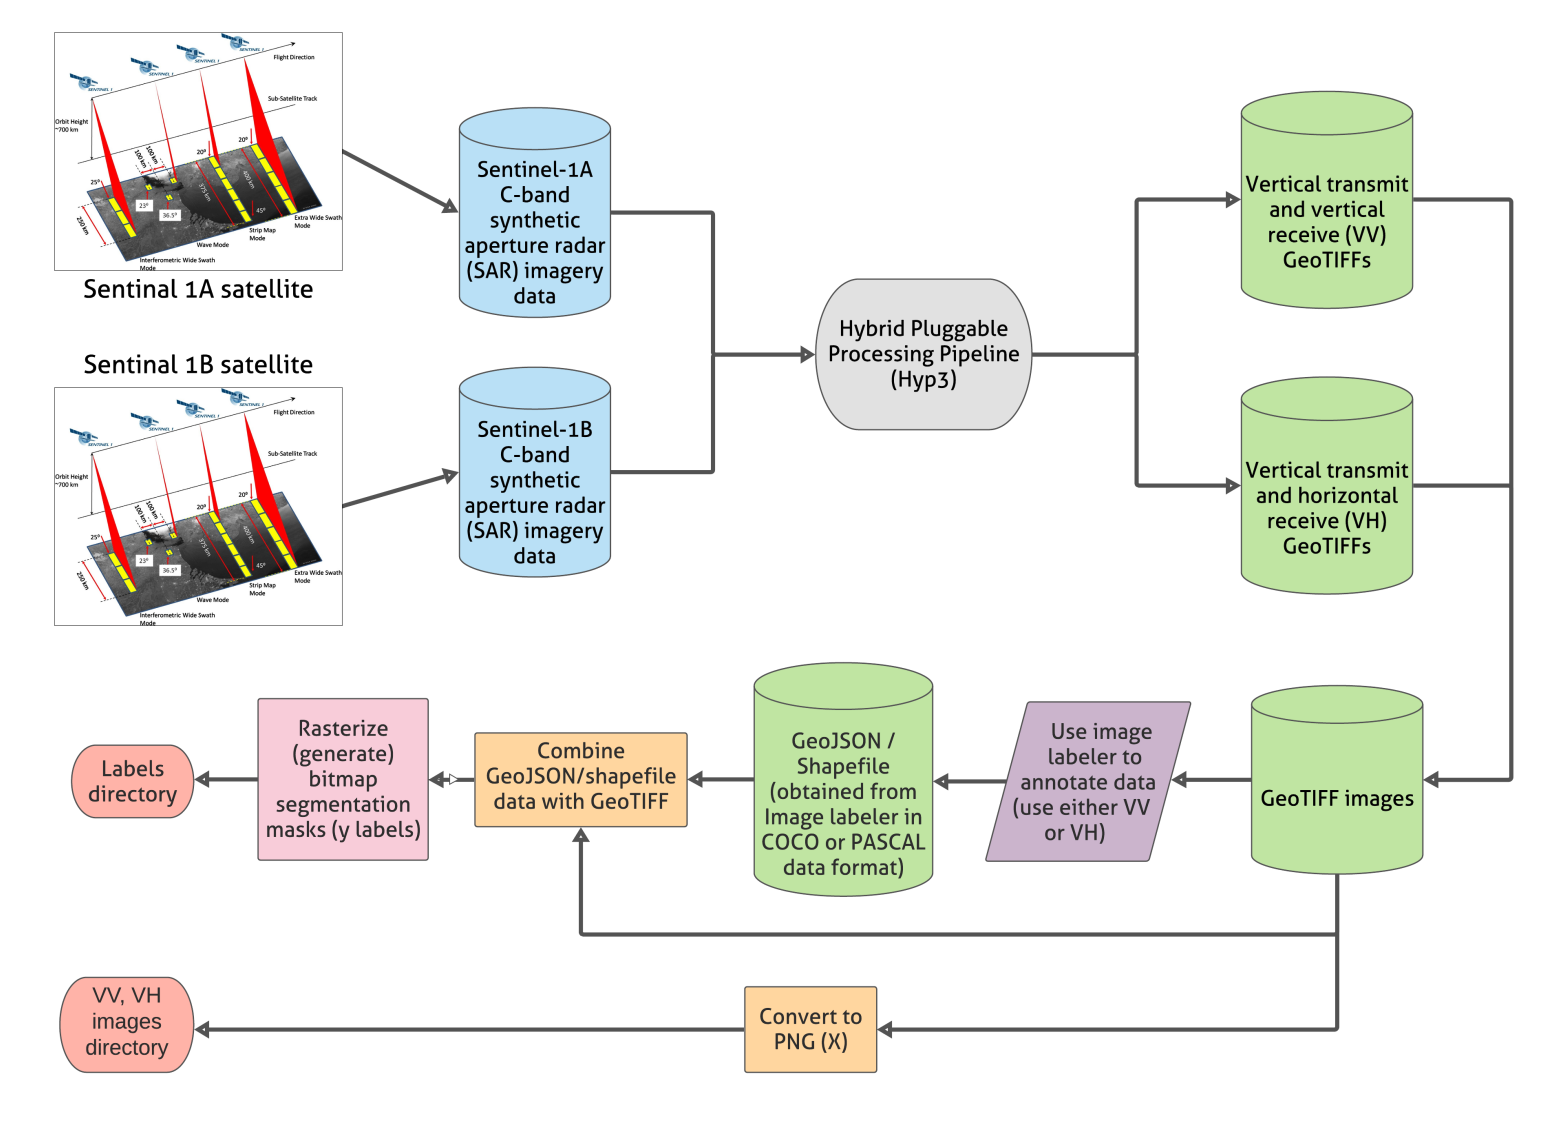 SENTINEL 1
SENTINEL 1
SENTINEL 1
SENTINEL 1
Flight Direction
Sub-Satellite Track
Orbit Height
~700 km
100 km
100 km
20°
20°
25°
375 km
400 km
23°
36.5°
45°
250 km
Extra Wide Swath
Mode
Strip Map
Mode
Wave Mode
Interferometric Wide Swath
Mode
Sentinal 1A satellite
Sentinal 1B satellite
SENTINEL 1
SENTINEL 1
SENTINEL 1
SENTINEL 1
Flight Direction
Sub-Satellite Track
Orbit Height
~700 km
100 km
100 km
20°
20°
25°
375 km
400 km
23°
36.5°
45°
250 km
Extra Wide Swath
Mode
Strip Map
Mode
Wave Mode
Interferometric Wide Swath
Mode
Sentinel-1A
C-band
synthetic
aperture radar
(SAR) imagery
data
Sentinel-1B
C-band
synthetic
aperture radar
(SAR) imagery
data
Hybrid Pluggable
Processing Pipeline
(Hyp3)
Vertical transmit
and vertical
receive (VV)
GeoTIFFs
Vertical transmit
and horizontal
receive (VH)
GeoTIFFs
GeoTIFF images
Use image
labeler to
annotate data
(use either VV
or VH)
GeoJSON /
Shapefile
(obtained from
Image labeler in
COCO or PASCAL
data format)
Combine
GeoJSON/shapefile
data with GeoTIFF
Rasterize
(generate)
bitmap
segmentation
masks (y labels)
Labels
directory
Convert to
PNG (X)
VV, VH
images
directory